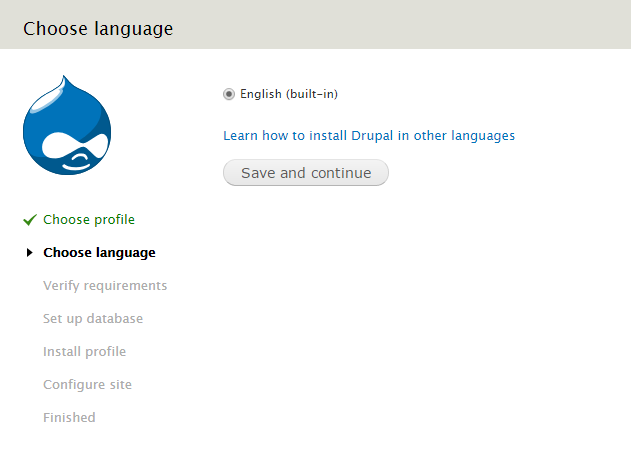 Choose language
English (built-in)
Learn how to install Drupal in other languages
Save and continue
Choose profile
Choose language
Verify requirements
Set up database
Install profile
Configure site
Finished